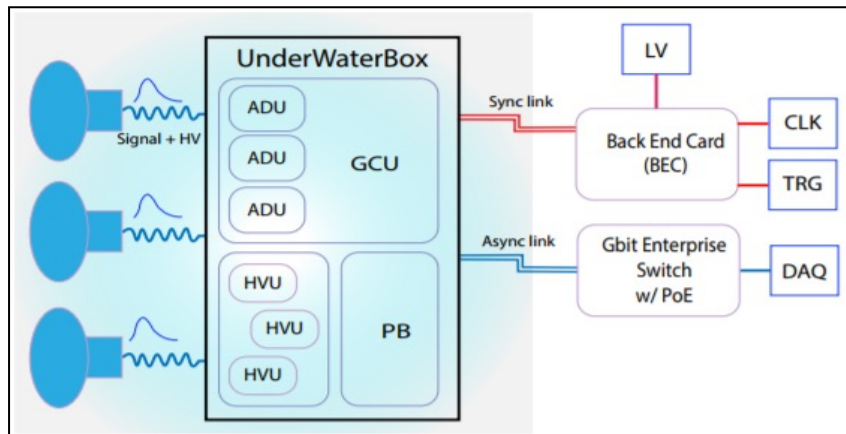 UnderWaterBox
ADU
ADU
ADU
GCU
Signal + HV
HVU
HVU
HVU
PB
Sync link
Async link
LV
Back End Card
(BEC)
CLK
TRG
Gbit Enterprise
Switch
w/ PoE
DAQ